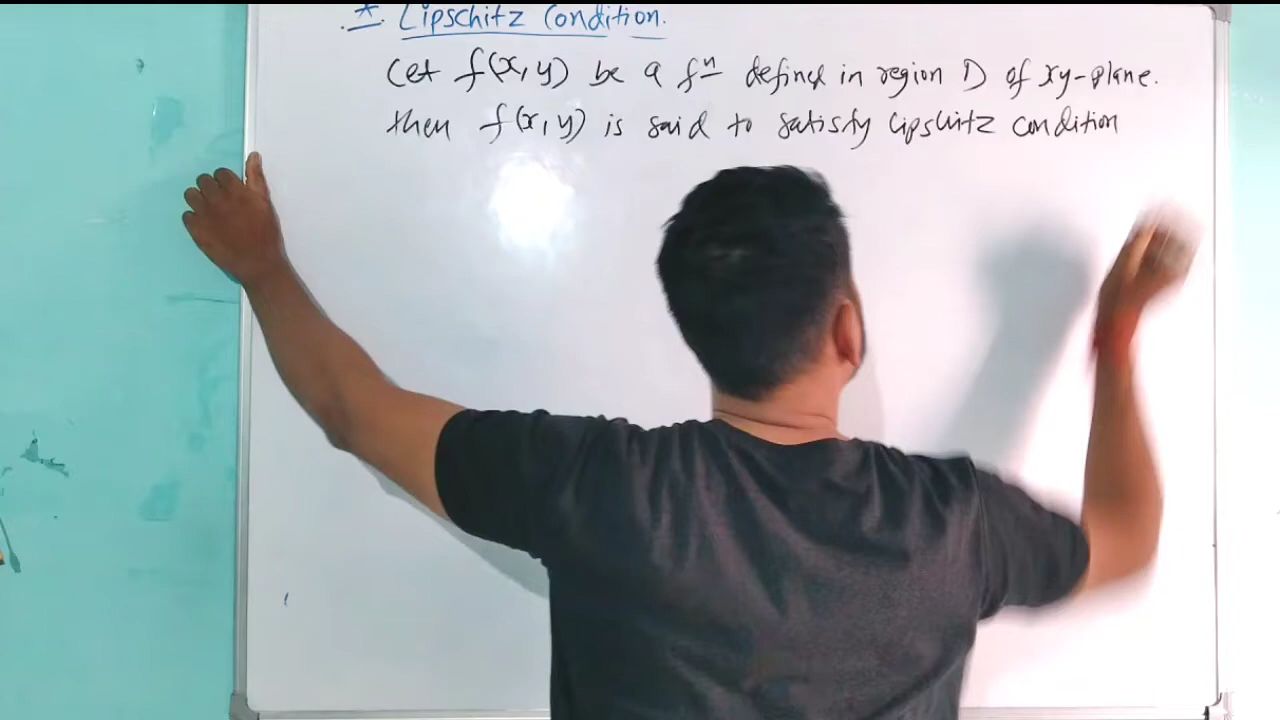 * Lipschitz Condition.
Let f(x,y) be a fⁿ defined in region D of xy-plane.
then f(x,y) is said to satisfy Lipschitz condition